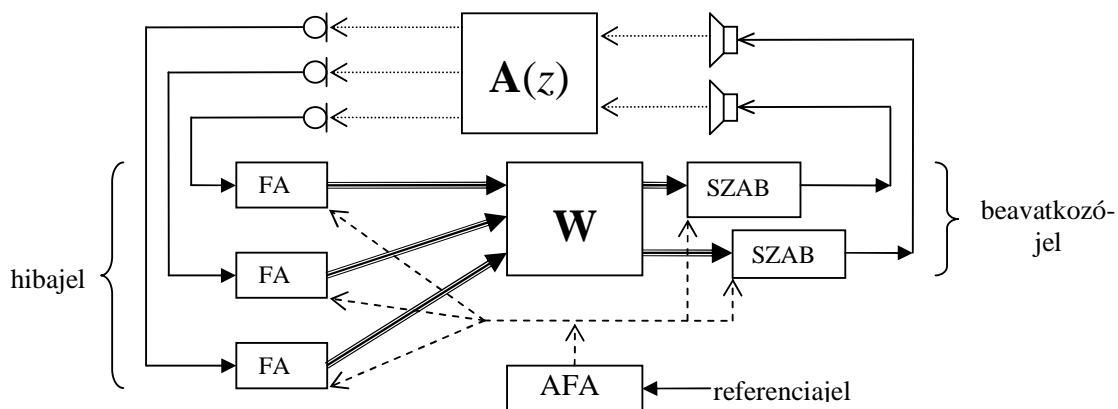 A(z)
FA
SZAB
W
beavatkozó-
jel
FA
SZAB
hibajel
FA
AFA
referenciajel